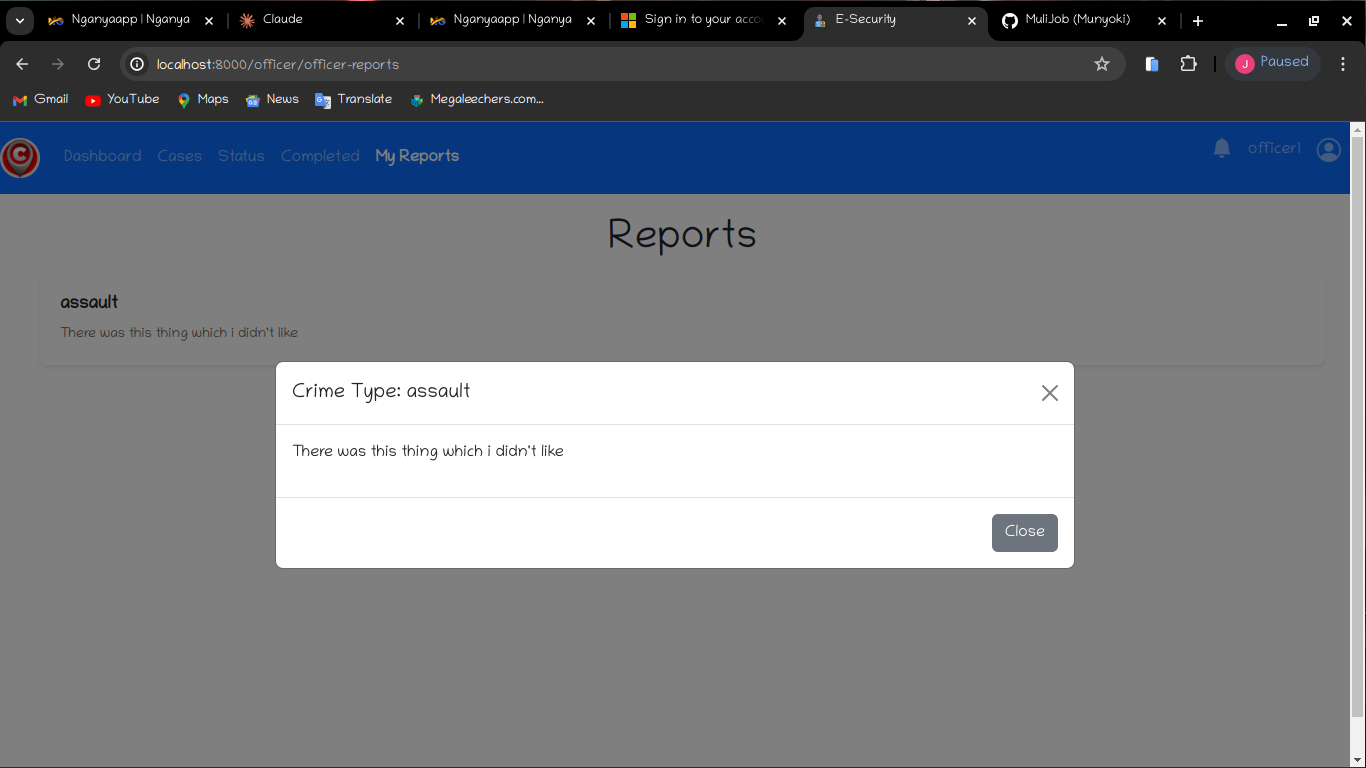 Nganyaapp | Nganya
Claude
Nganyaapp | Nganya
Sign in to your acco
E-Security
MuliJob (Munyoki)
localhost:8000/officer/officer-reports
J
Paused
Gmail
YouTube
Maps
News
Translate
Megaleechers.com...
C
Dashboard
Cases
Status
Completed
My Reports
officer1
Reports
assault
There was this thing which i didn't like
Crime Type: assault
There was this thing which i didn't like
Close